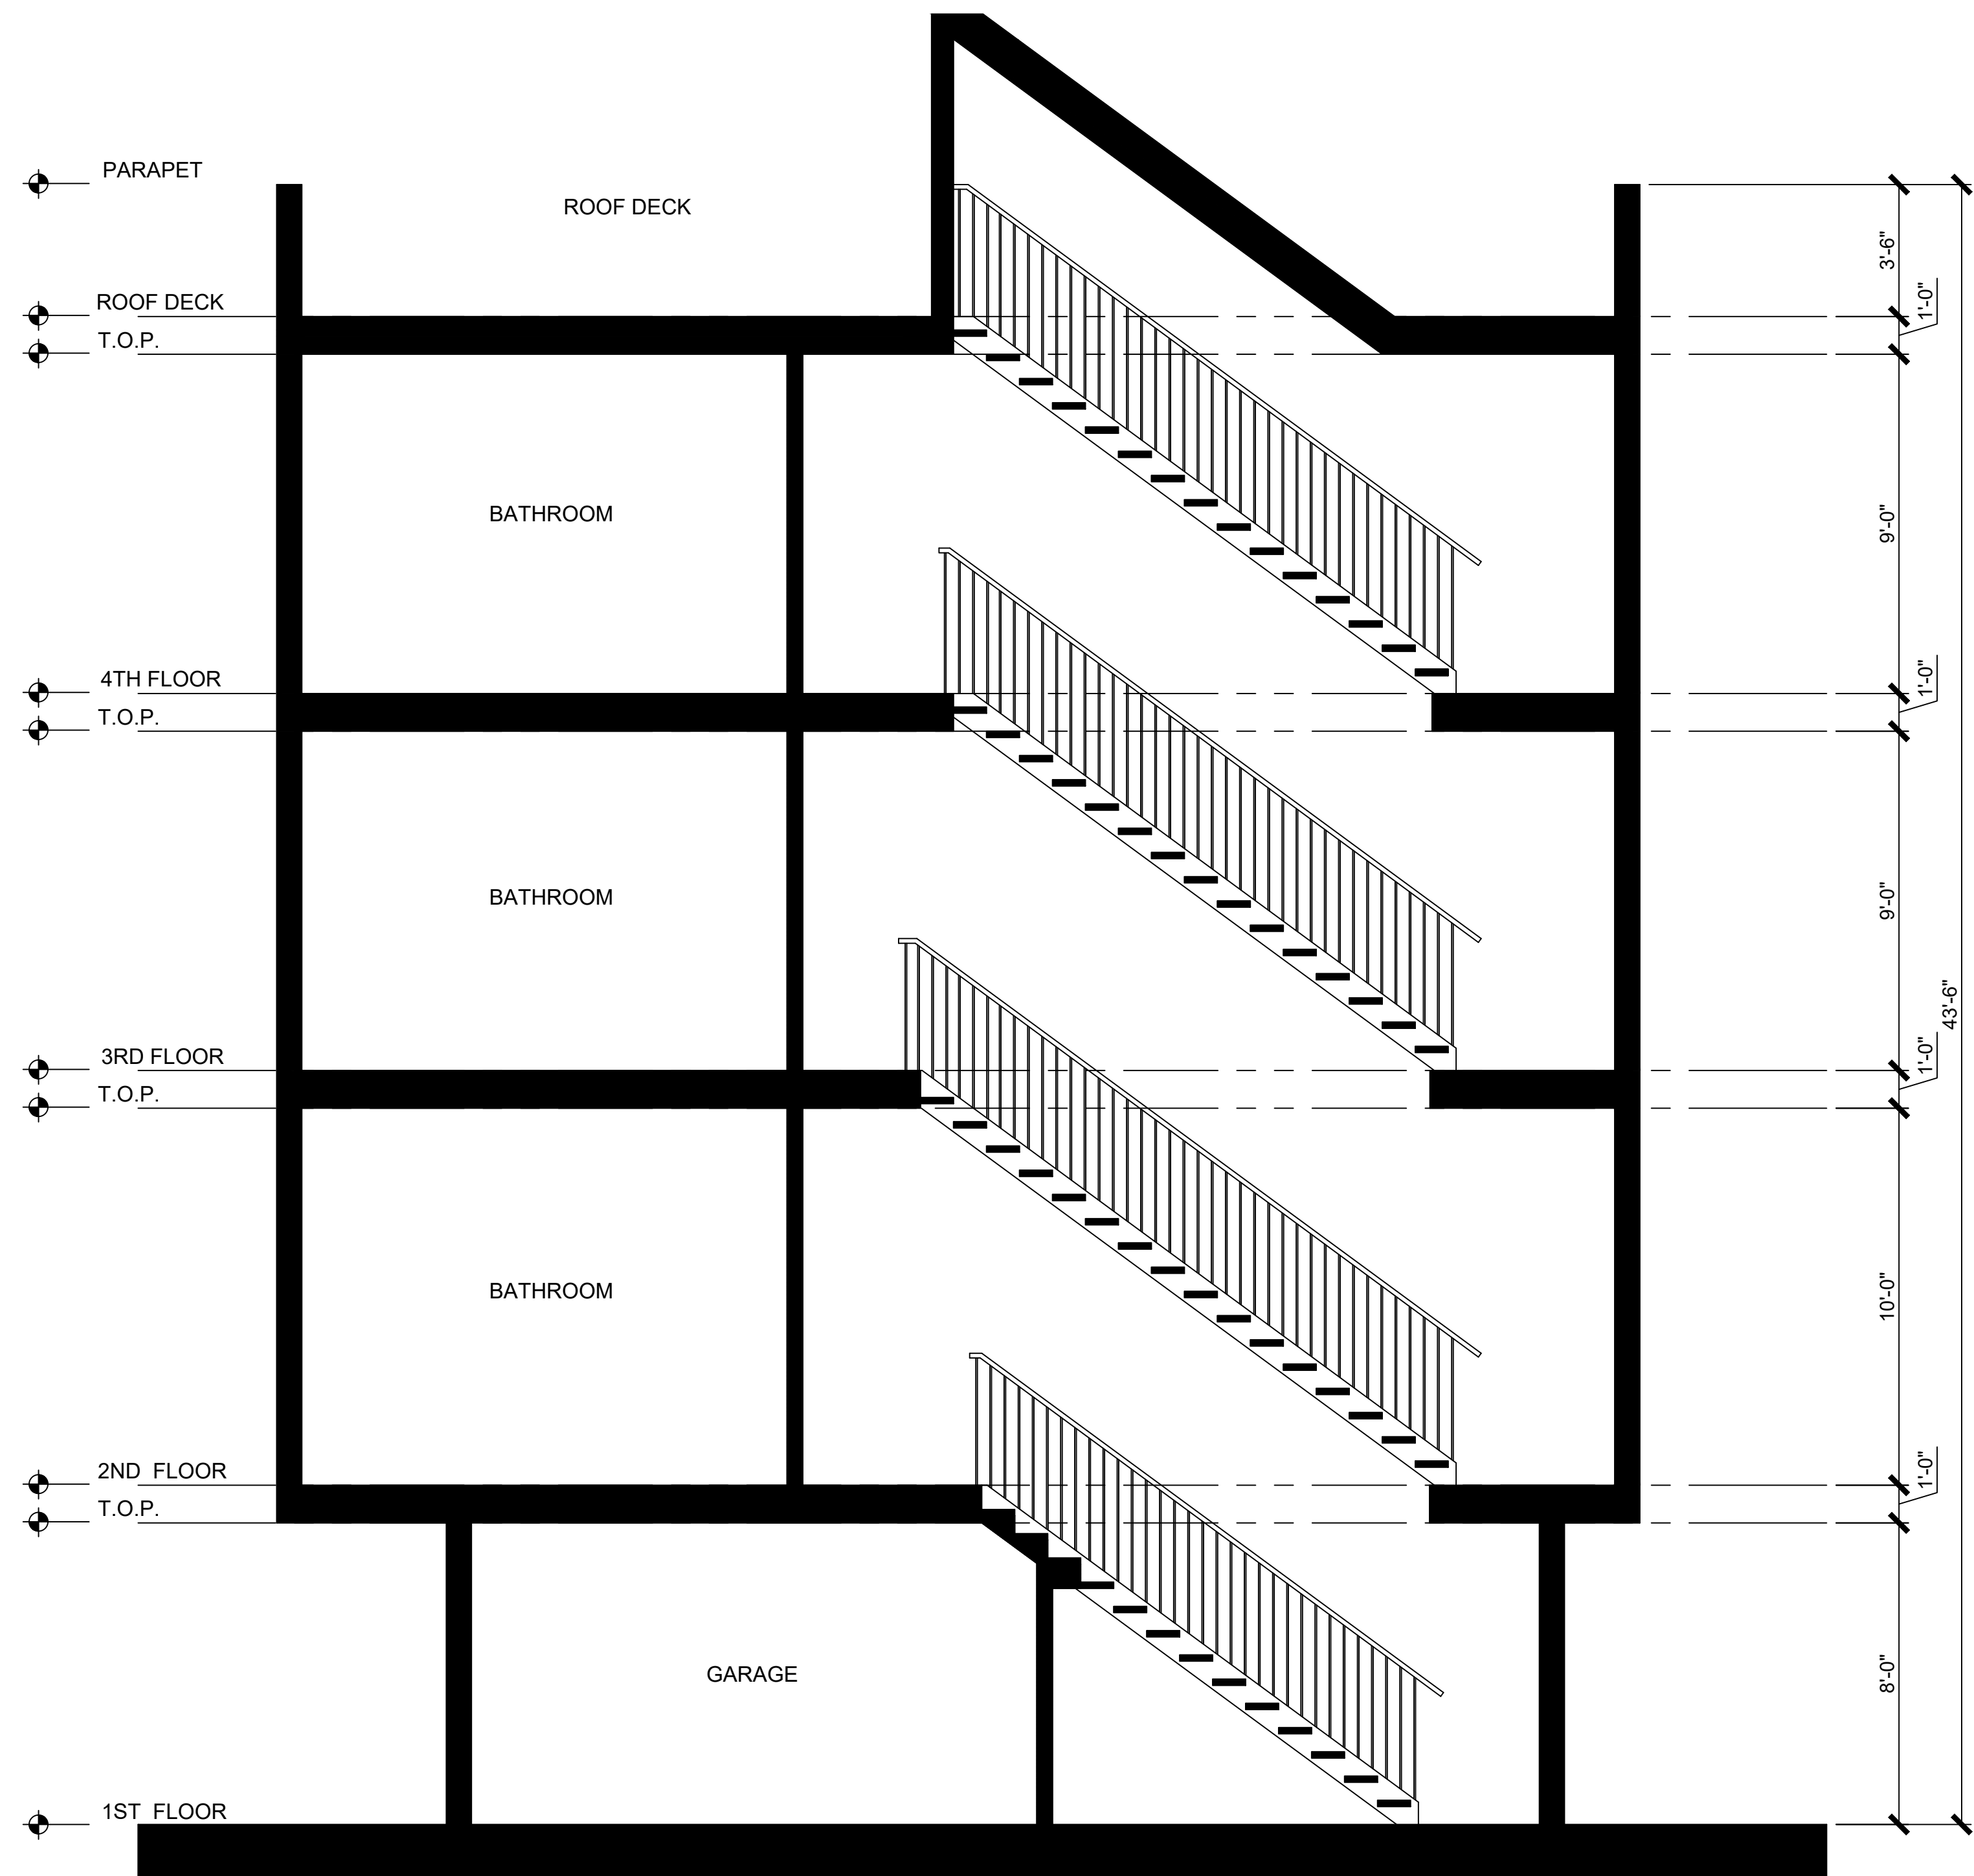 PARAPET
ROOF DECK
3'-6"
ROOF DECK
1'-0"
T.O.P.
BATHROOM
9'-0"
4TH FLOOR
1'-0"
T.O.P.
BATHROOM
9'-0"
43'-6"
3RD FLOOR
1'-0"
T.O.P.
BATHROOM
10'-0"
2ND  FLOOR
1'-0"
T.O.P.
GARAGE
8'-0"
1ST  FLOOR